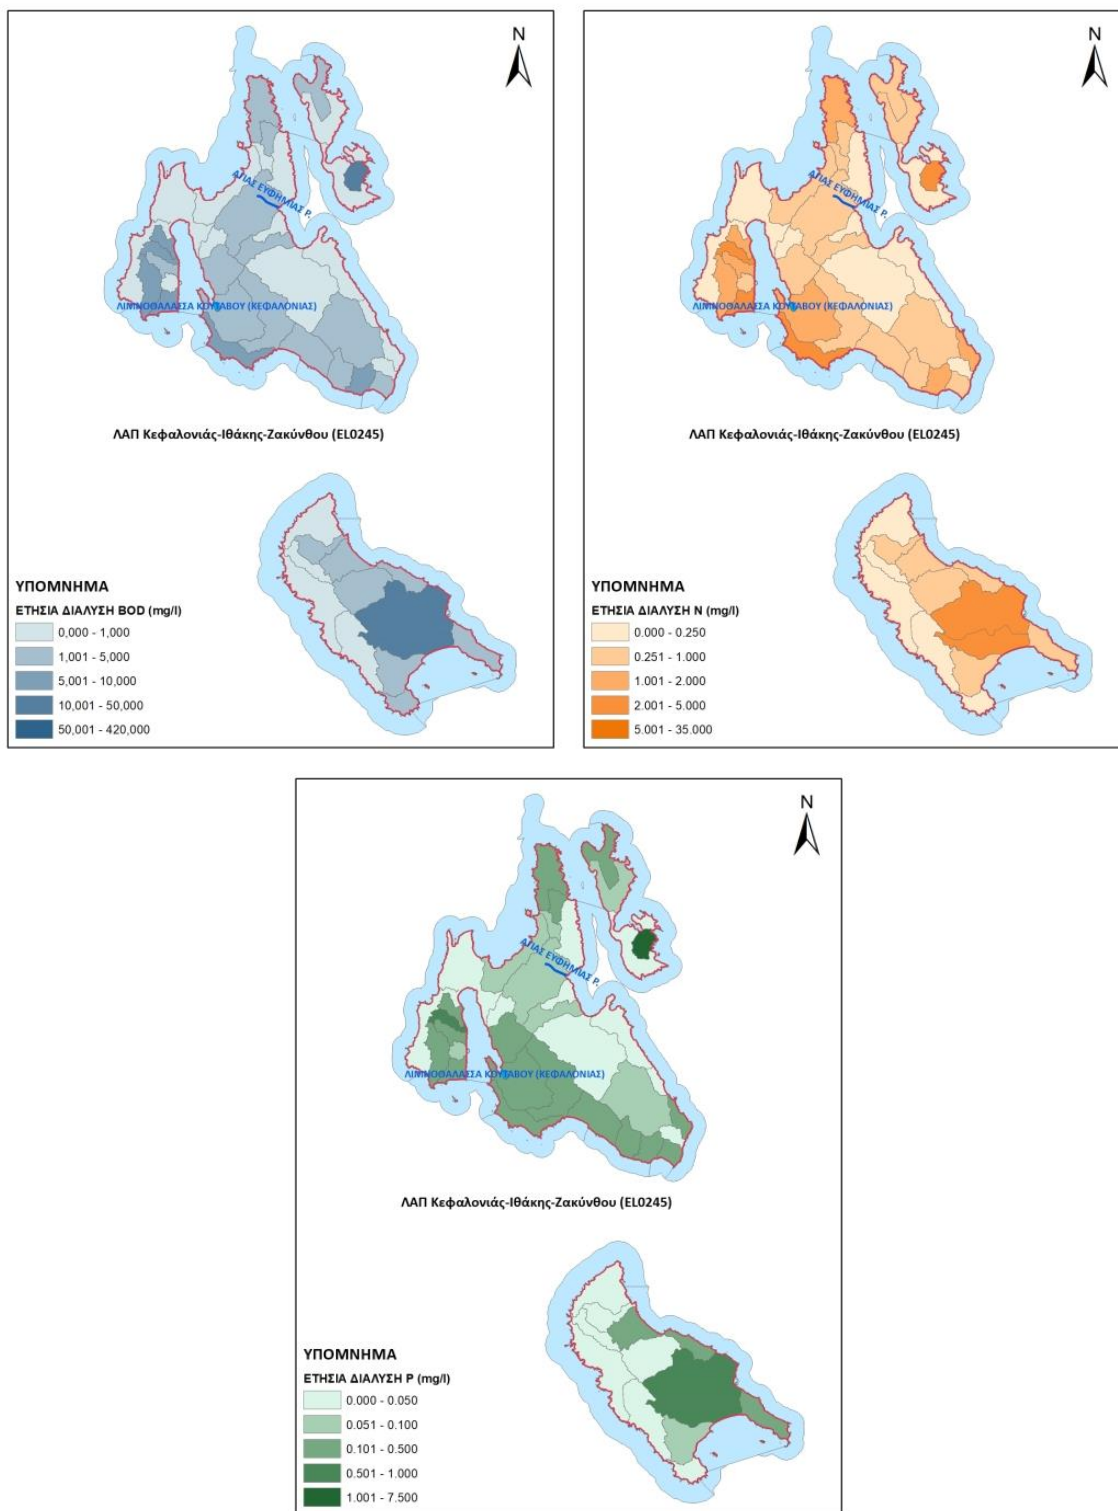 N
ΑΓΙΑΣ ΕΥΦΗΜΙΑΣ Ρ.
ΛΙΜΝΟΘΑΛΑΣΣΑ ΚΟΥΤΑΒΟΥ (ΚΕΦΑΛΟΝΙΑΣ)
ΛΑΠ Κεφαλονιάς-Ιθάκης-Ζακύνθου (EL0245)
ΥΠΟΜΝΗΜΑ
ΕΤΗΣΙΑ ΔΙΑΛΥΣΗ BOD (mg/l)
0,000 - 1,000
1,001 - 5,000
5,001 - 10,000
10,001 - 50,000
50,001 - 420,000
N
ΑΓΙΑΣ ΕΥΦΗΜΙΑΣ Ρ.
ΛΙΜΝΟΘΑΛΑΣΣΑ ΚΟΥΤΑΒΟΥ (ΚΕΦΑΛΟΝΙΑΣ)
ΛΑΠ Κεφαλονιάς-Ιθάκης-Ζακύνθου (EL0245)
ΥΠΟΜΝΗΜΑ
ΕΤΗΣΙΑ ΔΙΑΛΥΣΗ N (mg/l)
0.000 - 0.250
0.251 - 1.000
1.001 - 2.000
2.001 - 5.000
5.001 - 35.000
N
ΑΓΙΑΣ ΕΥΦΗΜΙΑΣ Ρ.
ΛΙΜΝΟΘΑΛΑΣΣΑ ΚΟΥΤΑΒΟΥ (ΚΕΦΑΛΟΝΙΑΣ)
ΛΑΠ Κεφαλονιάς-Ιθάκης-Ζακύνθου (EL0245)
ΥΠΟΜΝΗΜΑ
ΕΤΗΣΙΑ ΔΙΑΛΥΣΗ P (mg/l)
0.000 - 0.050
0.051 - 0.100
0.101 - 0.500
0.501 - 1.000
1.001 - 7.500